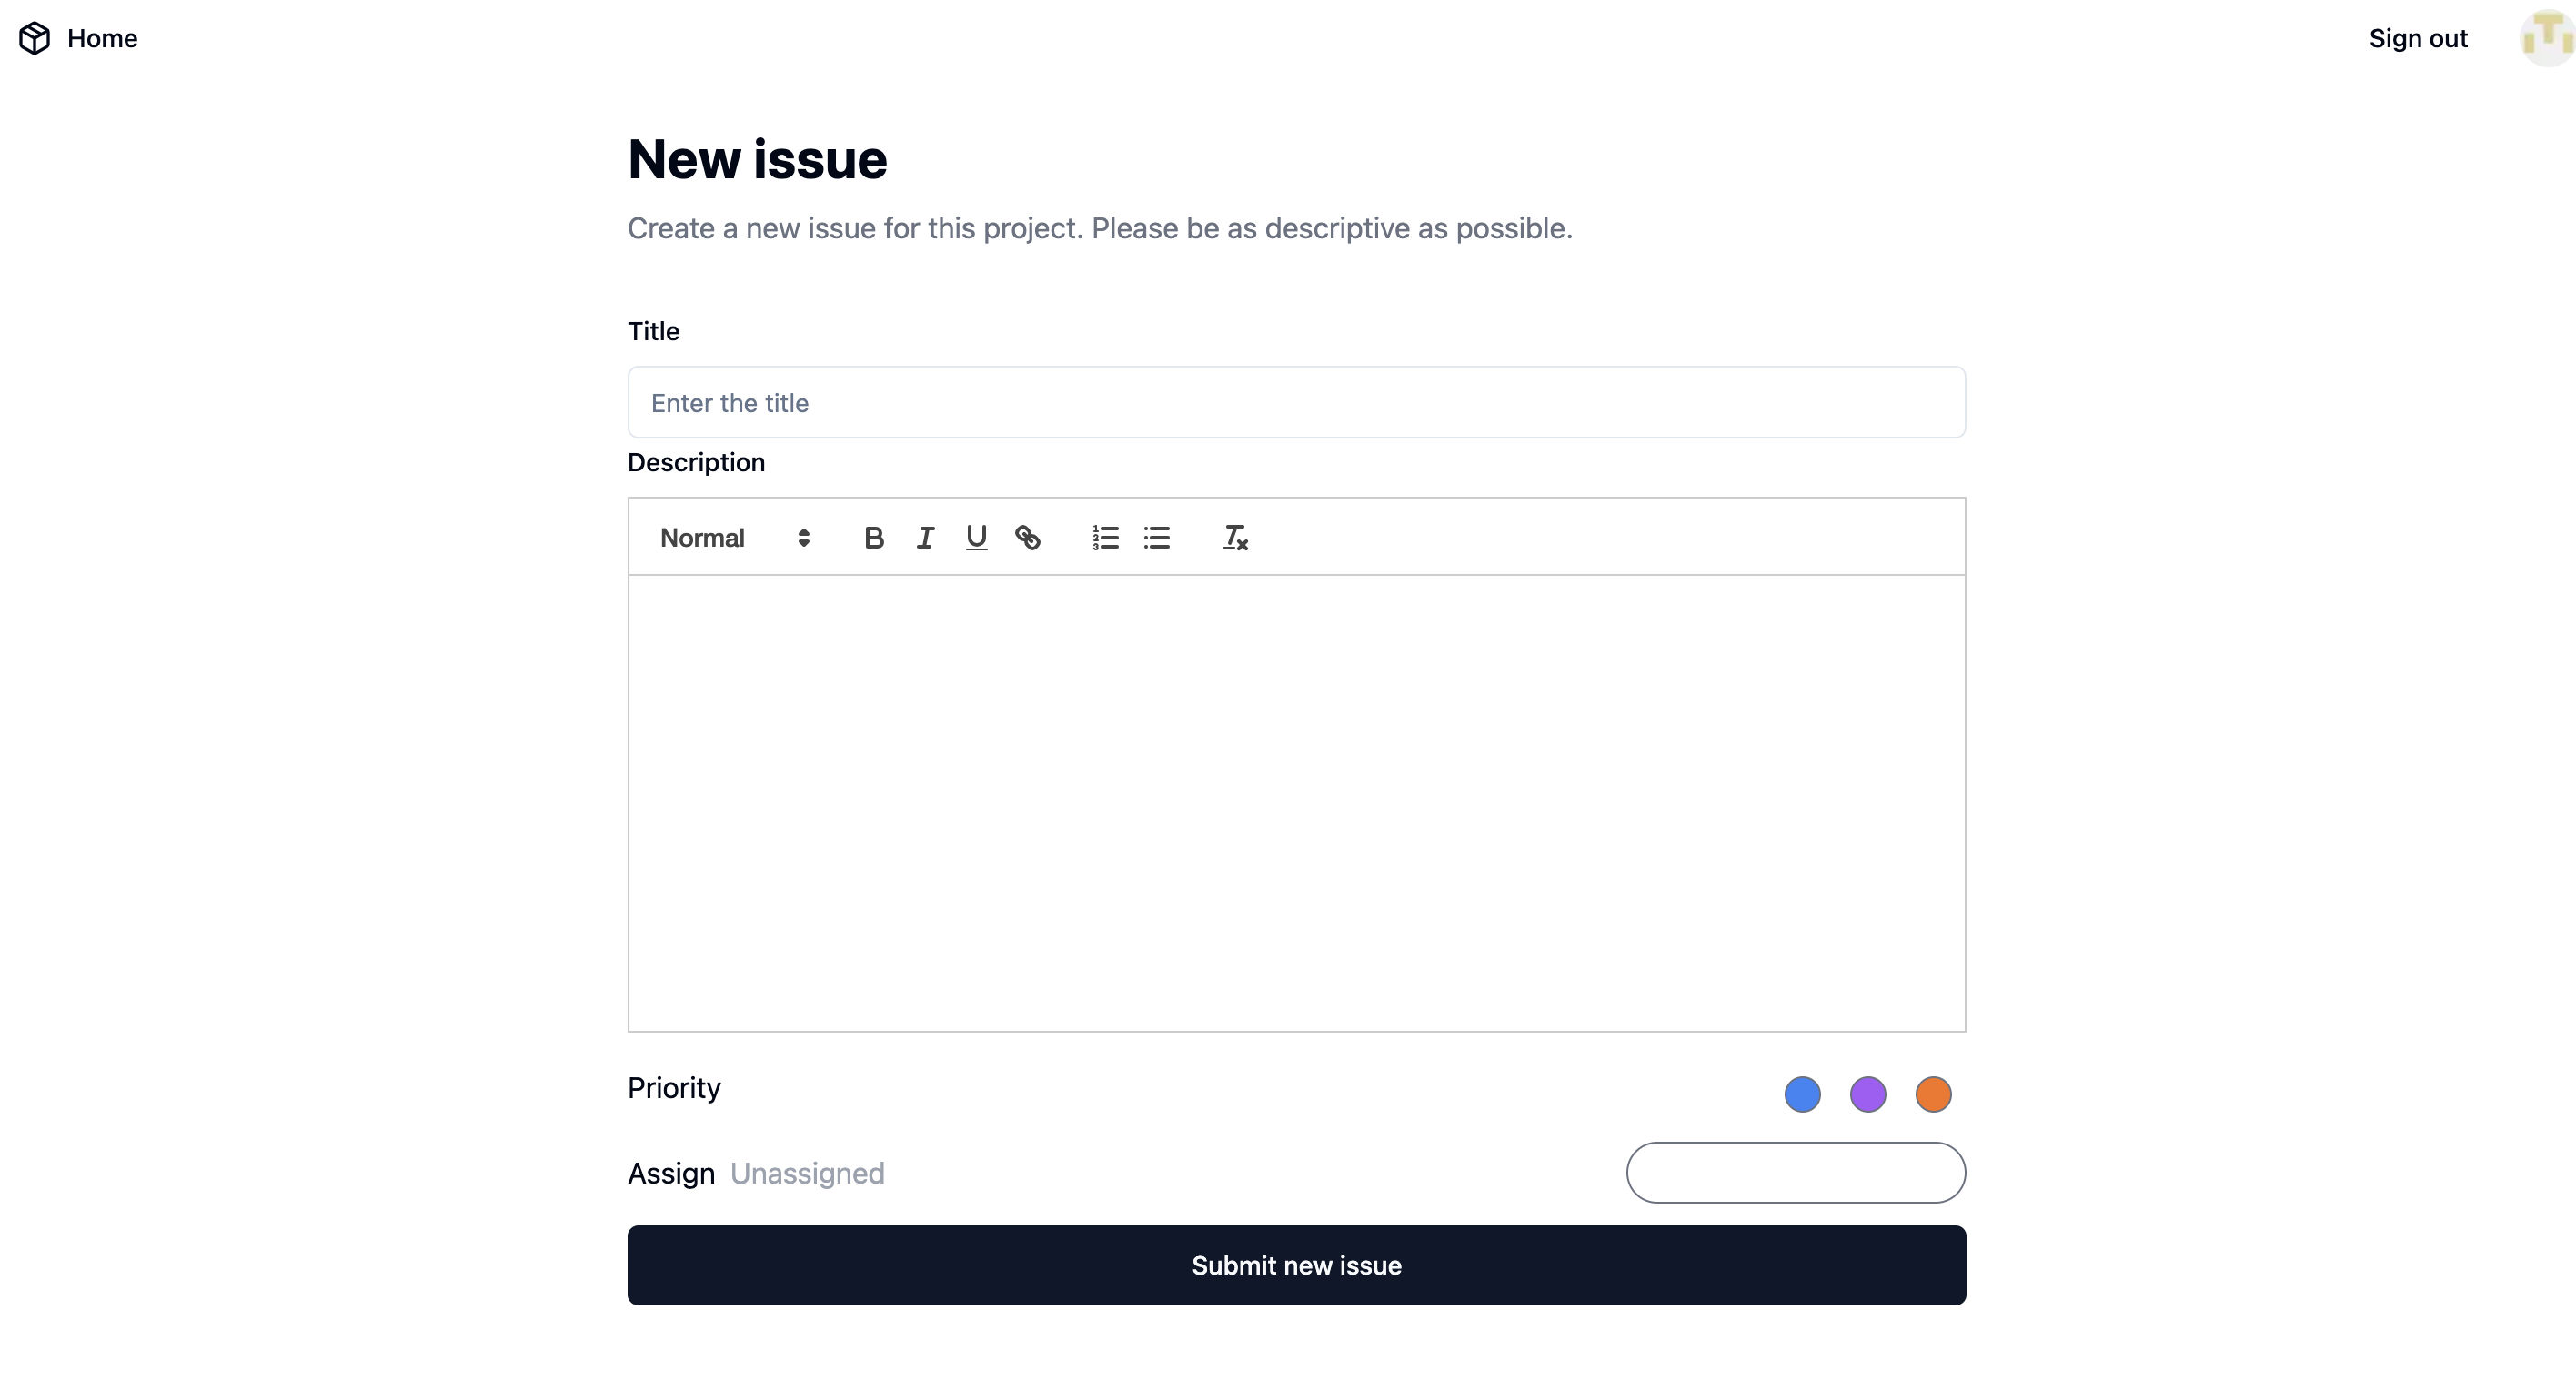 Home
Sign out
New issue
Create a new issue for this project. Please be as descriptive as possible.
Title
Enter the title
Description
Normal
Priority
Assign Unassigned
Submit new issue